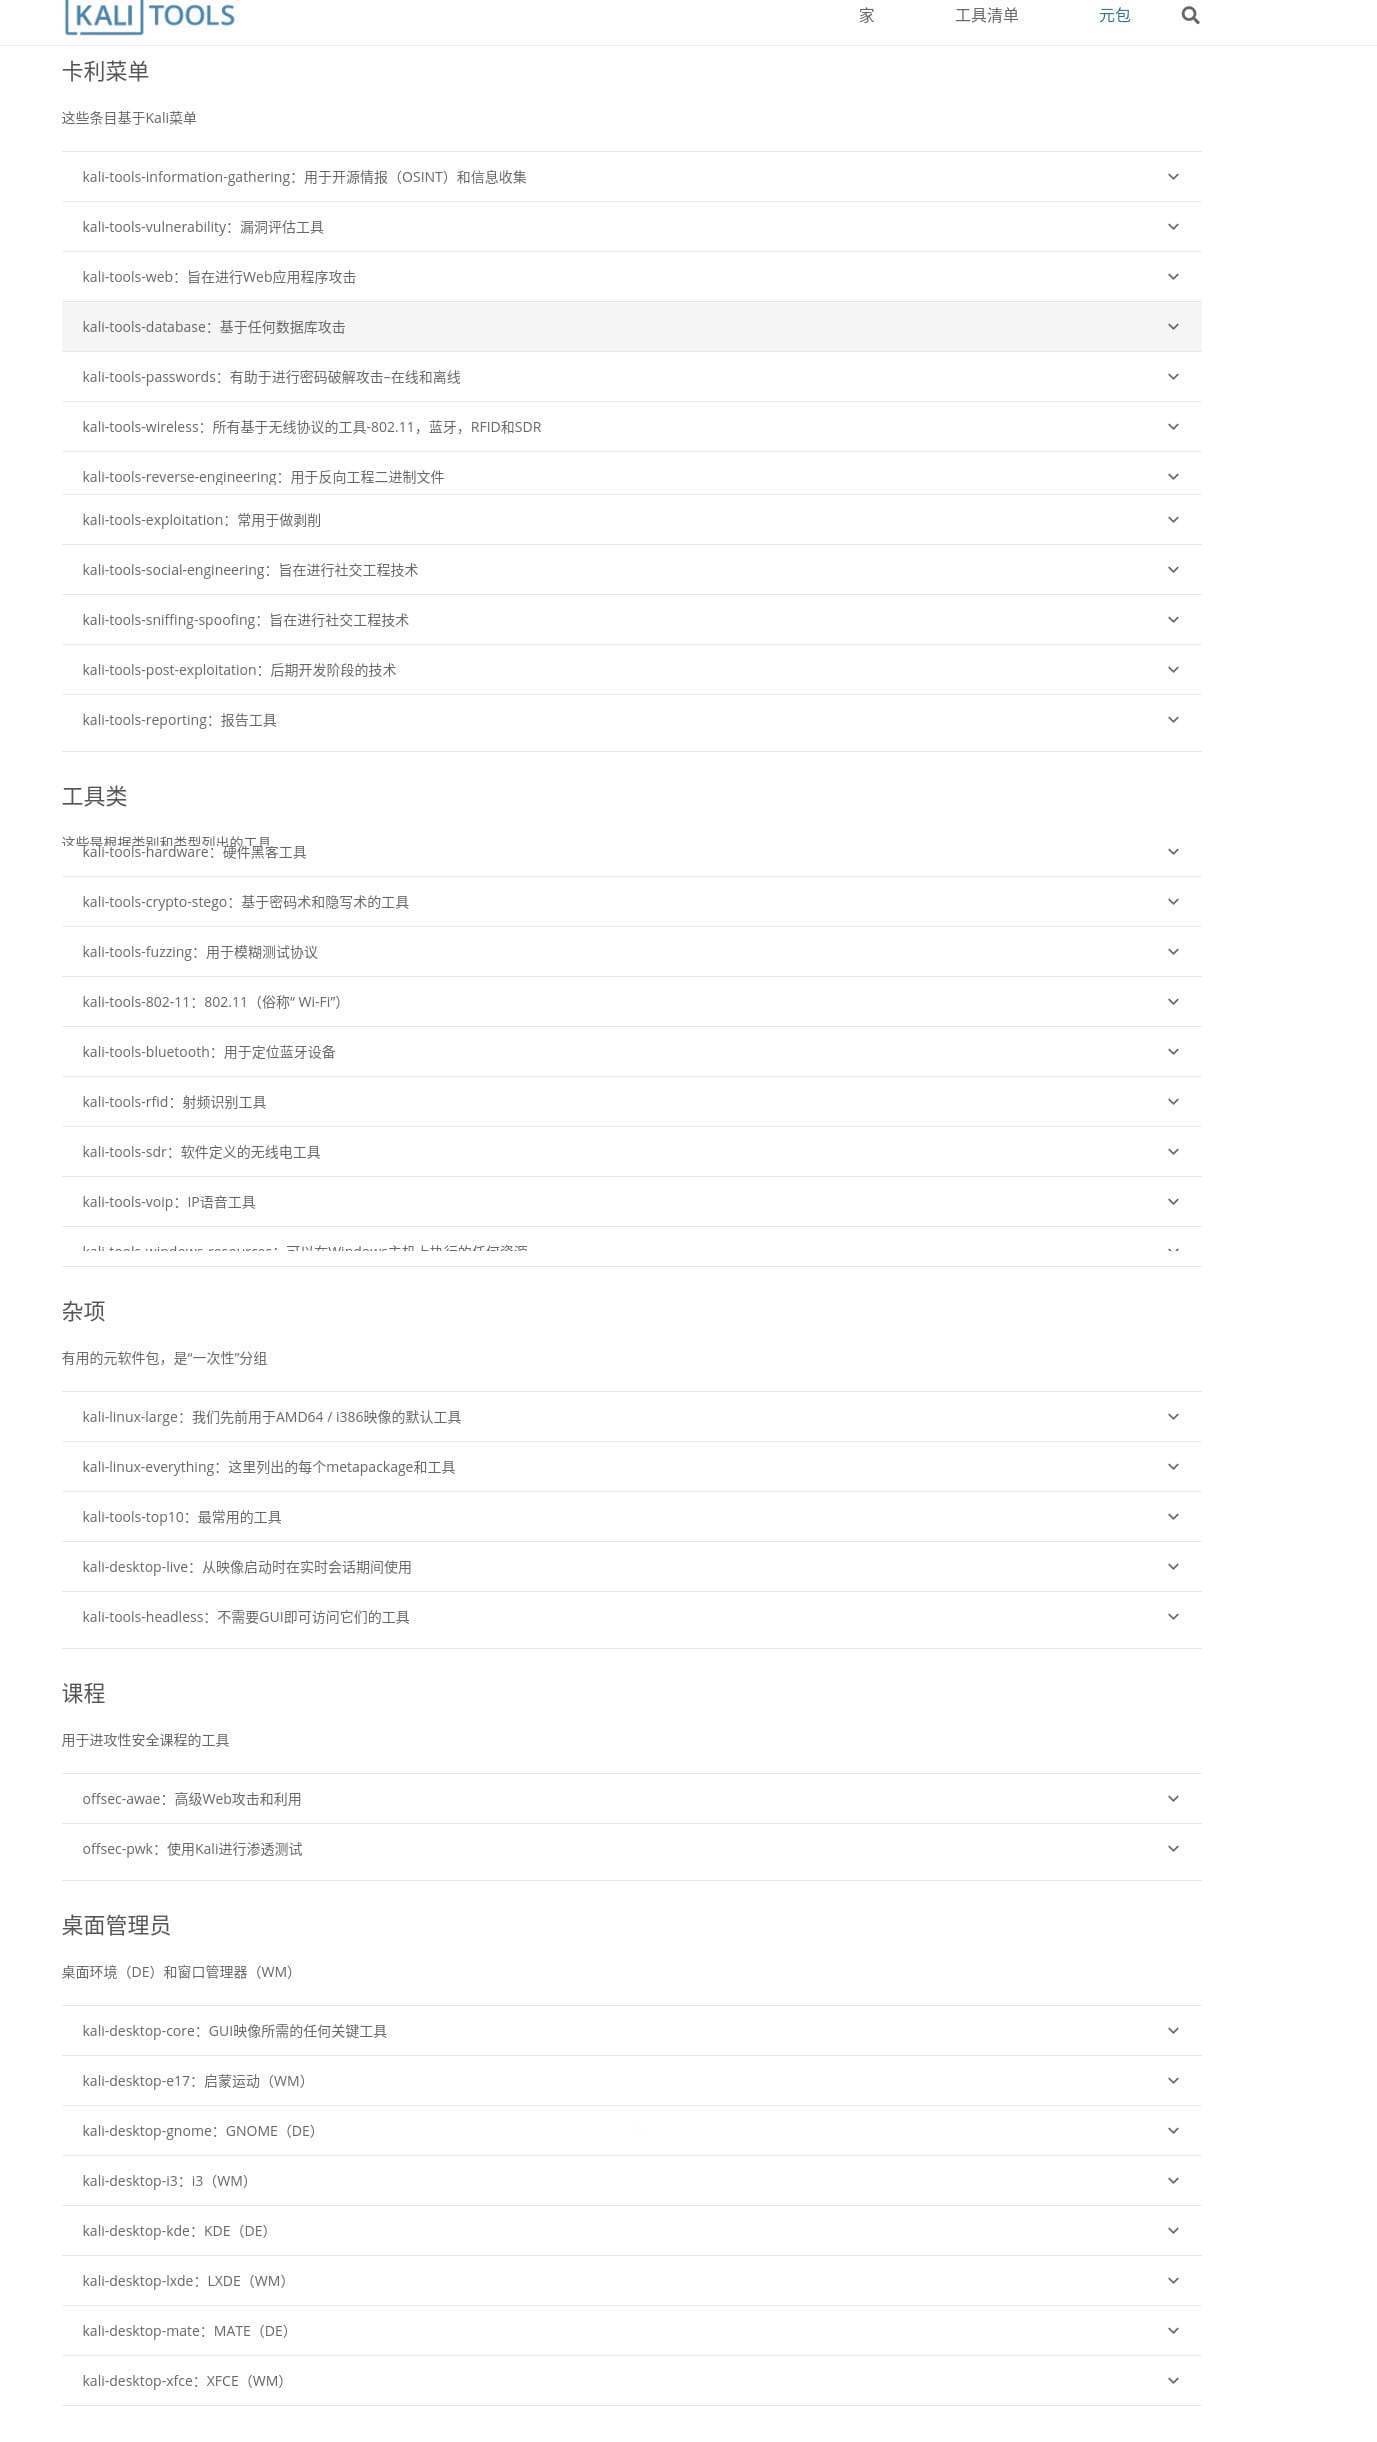 KALI TOOLS
家
工具清单
元包
卡利菜单
这些条目基于Kali菜单
kali-tools-information-gathering：用于开源情报（OSINT）和信息收集
kali-tools-vulnerability：漏洞评估工具
kali-tools-web：旨在进行Web应用程序攻击
kali-tools-database：基于任何数据库攻击
kali-tools-passwords：有助于进行密码破解攻击–在线和离线
kali-tools-wireless：所有基于无线协议的工具-802.11，蓝牙，RFID和SDR
kali-tools-reverse-engineering：用于反向工程二进制文件
kali-tools-exploitation：常用于做剥削
kali-tools-social-engineering：旨在进行社交工程技术
kali-tools-sniffing-spoofing：旨在进行社交工程技术
kali-tools-post-exploitation：后期开发阶段的技术
kali-tools-reporting：报告工具
工具类
这些是根据类别和类型列出的工具
kali-tools-hardware：硬件黑客工具
kali-tools-crypto-stego：基于密码术和隐写术的工具
kali-tools-fuzzing：用于模糊测试协议
kali-tools-802-11：802.11（俗称“ Wi-Fi”）
kali-tools-bluetooth：用于定位蓝牙设备
kali-tools-rfid：射频识别工具
kali-tools-sdr：软件定义的无线电工具
kali-tools-voip：IP语音工具
kali-tools-windows-resources：可以在Windows主机上执行的任何资源
杂项
有用的元软件包，是“一次性”分组
kali-linux-large：我们先前用于AMD64 / i386映像的默认工具
kali-linux-everything：这里列出的每个metapackage和工具
kali-tools-top10：最常用的工具
kali-desktop-live：从映像启动时在实时会话期间使用
kali-tools-headless：不需要GUI即可访问它们的工具
课程
用于进攻性安全课程的工具
offsec-awae：高级Web攻击和利用
offsec-pwk：使用Kali进行渗透测试
桌面管理员
桌面环境（DE）和窗口管理器（WM）
kali-desktop-core：GUI映像所需的任何关键工具
kali-desktop-e17：启蒙运动（WM）
kali-desktop-gnome：GNOME（DE）
kali-desktop-i3：i3（WM）
kali-desktop-kde：KDE（DE）
kali-desktop-lxde：LXDE（WM）
kali-desktop-mate：MATE（DE）
kali-desktop-xfce：XFCE（WM）